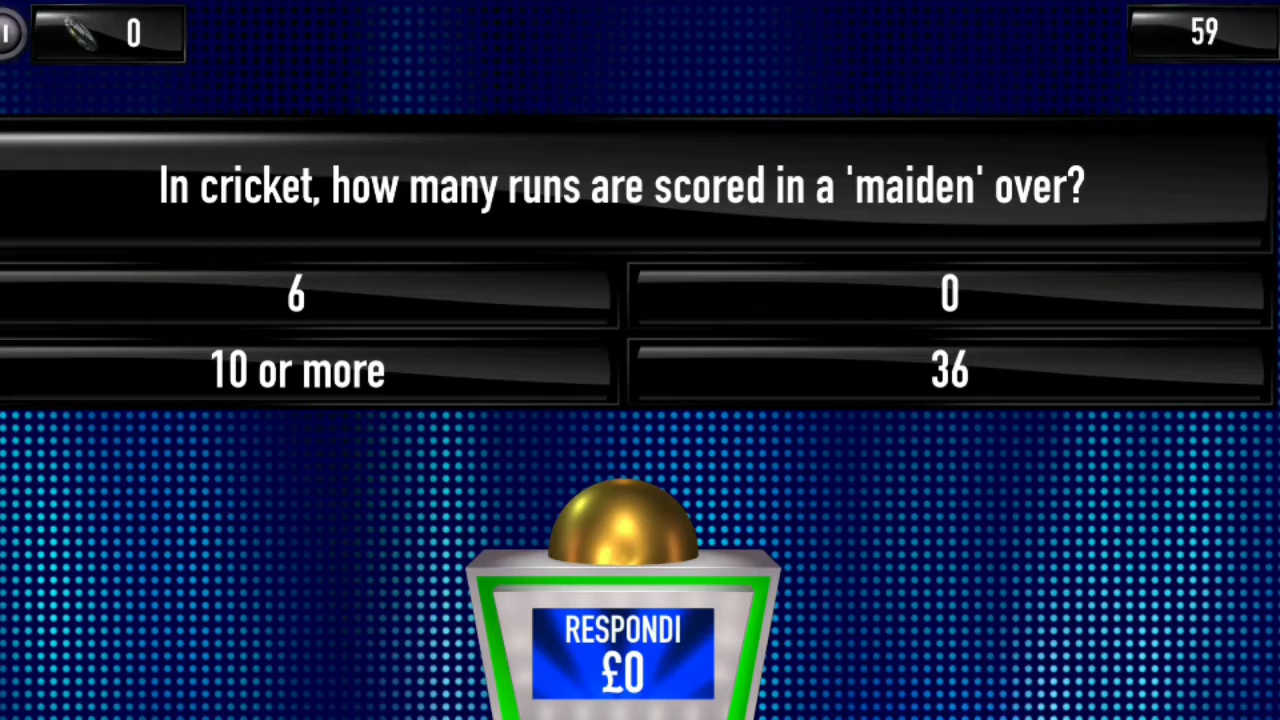 0
59
In cricket, how many runs are scored in a 'maiden' over?
6
0
10 or more
36
RESPONDI
£0